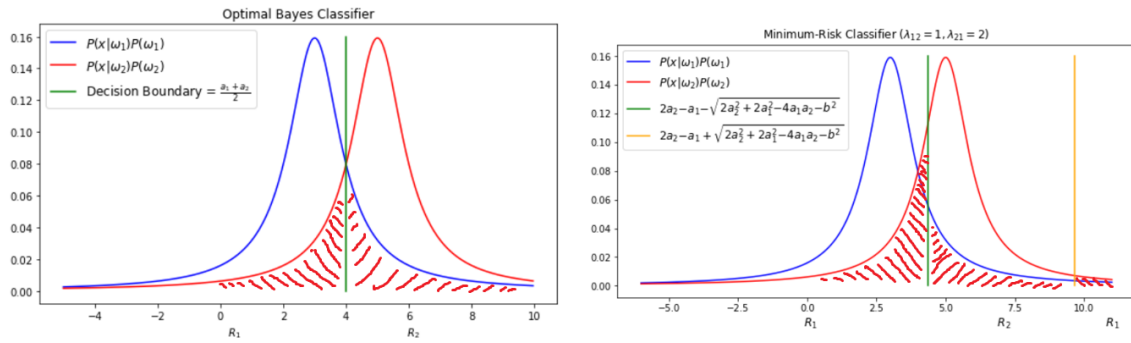 Optimal Bayes Classifier
P(x|ω₁)P(ω₁)
P(x|ω₂)P(ω₂)
Decision Boundary = (a₁+a₂)/2
0.16
0.14
0.12
0.10
0.08
0.06
0.04
0.02
0.00
−4 −2 0 2 4 6 8 10
R₁ R₂
Minimum-Risk Classifier (λ₁₂ = 1, λ₂₁ = 2)
P(x|ω₁)P(ω₁)
P(x|ω₂)P(ω₂)
2a₂−a₁−√(2a₂²+2a₁²−4a₁a₂−b²)
2a₂−a₁+√(2a₂²+2a₁²−4a₁a₂−b²)
0.16
0.14
0.12
0.10
0.08
0.06
0.04
0.02
0.00
−5.0 −2.5 0.0 2.5 5.0 7.5 10.0
R₁ R₂ R₁